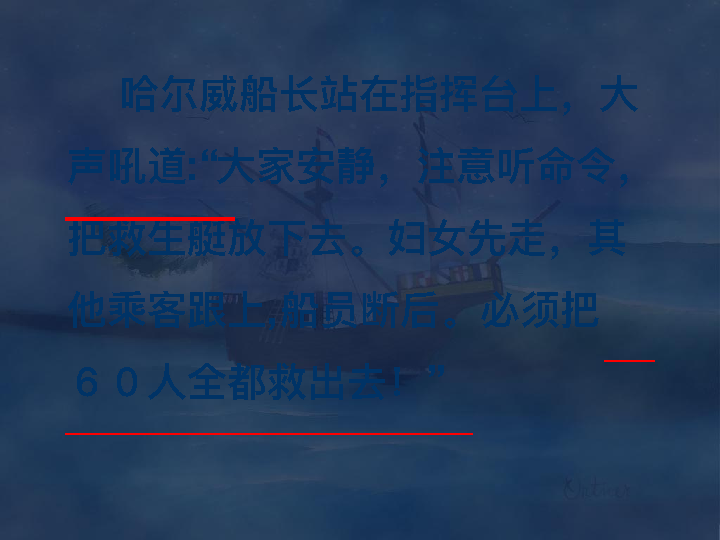 哈尔威船长站在指挥台上，大
声吼道:“大家安静，注意听命令，
把救生艇放下去。妇女先走，其
他乘客跟上,船员断后。必须把
６０人全都救出去！”